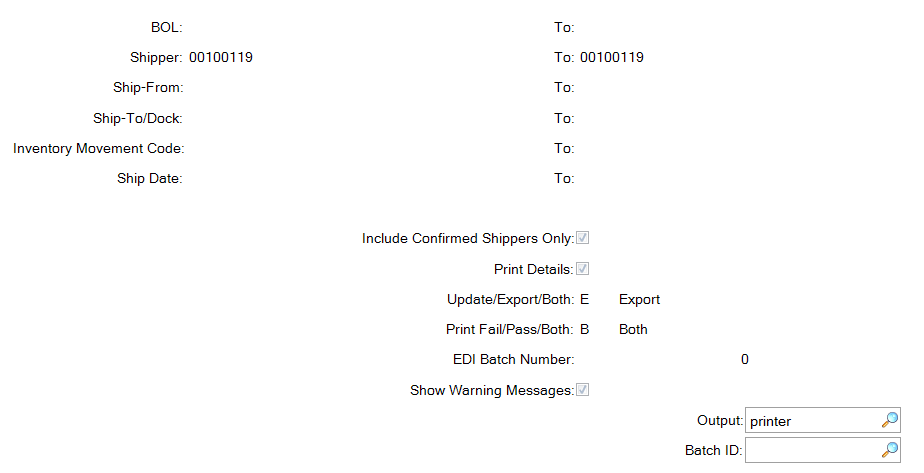 BOL: To:
Shipper: 00100119 To: 00100119
Ship-From: To:
Ship-To/Dock: To:
Inventory Movement Code: To:
Ship Date: To:
Include Confirmed Shippers Only:
Print Details:
Update/Export/Both: E Export
Print Fail/Pass/Both: B Both
EDI Batch Number: 0
Show Warning Messages:
Output: printer
Batch ID: